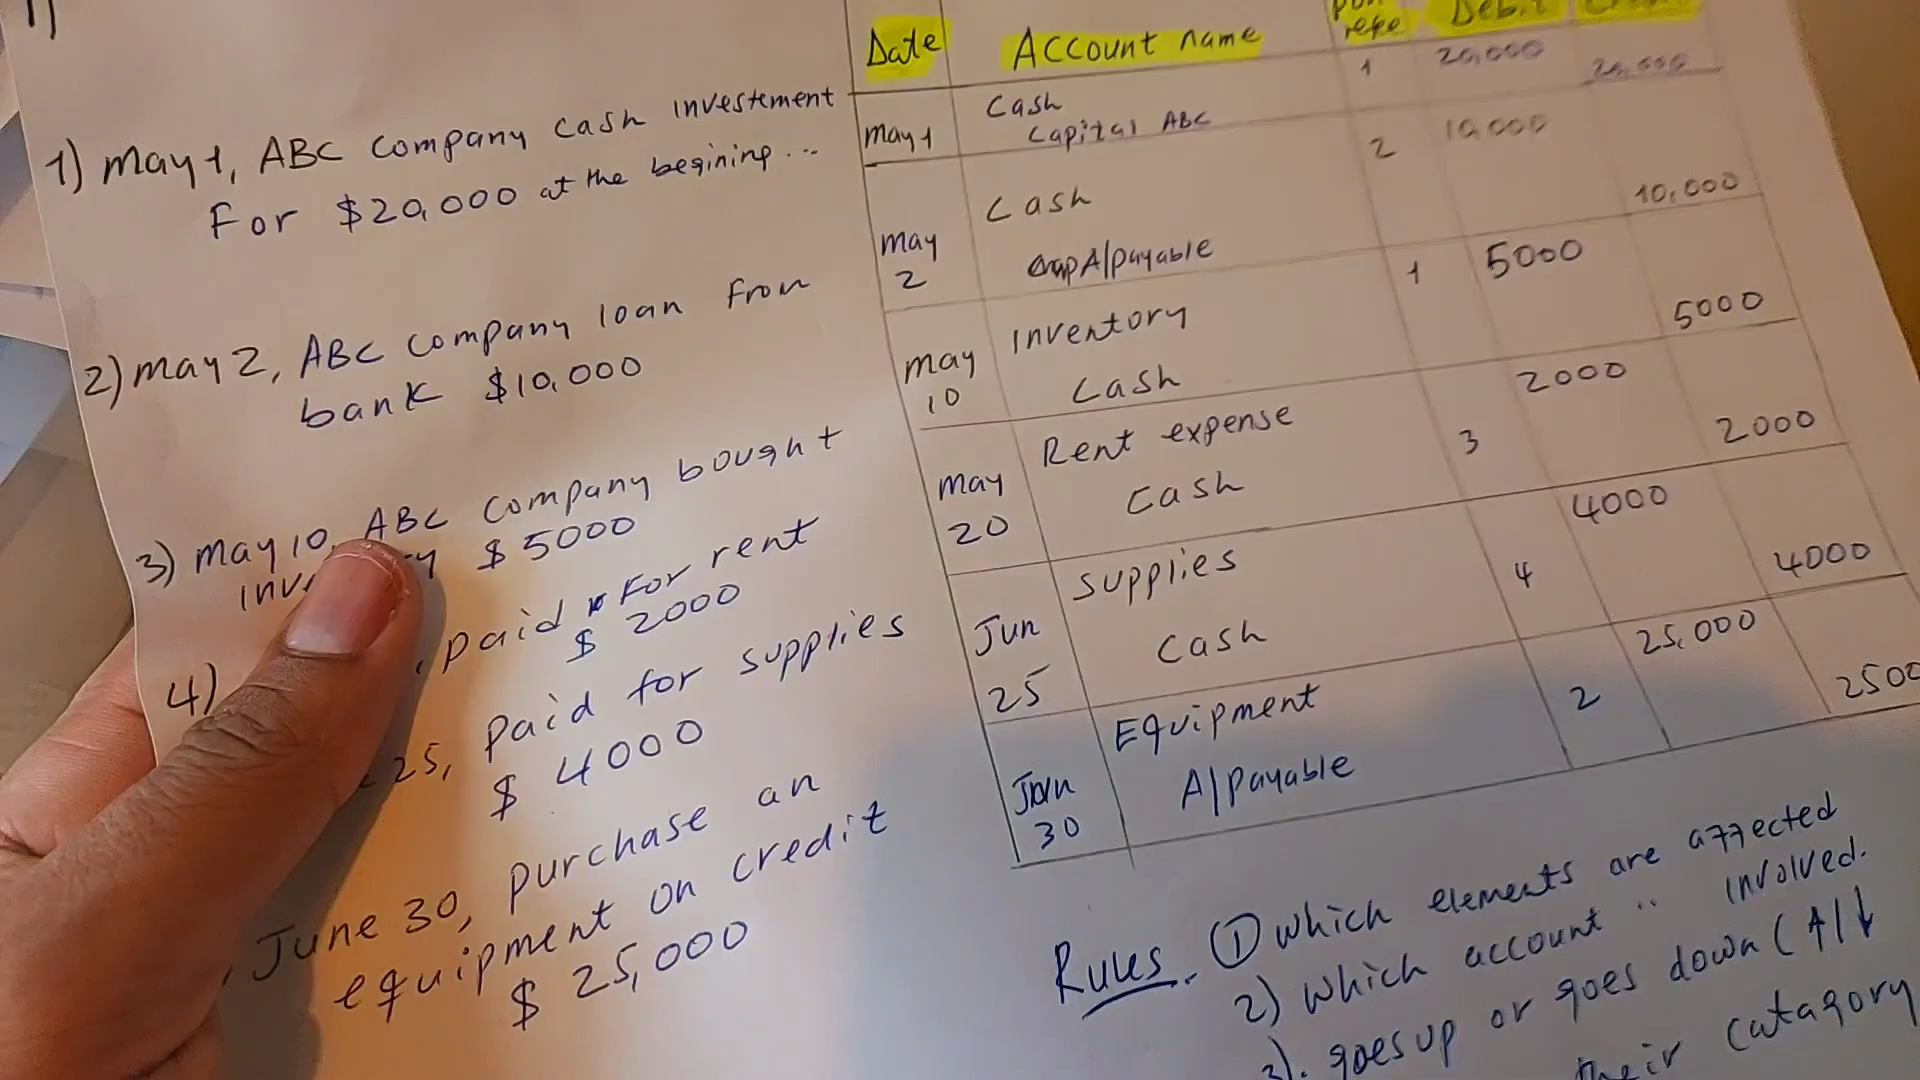 1)
1) May 1, ABC company cash investement
For $20,000 at the begining...
2) May 2, ABC company loan from
bank $10,000
3) May 10, ABC company bought
$5000
4)
paid For rent
$ 2000
25, paid for supplies
$ 4000
June 30, purchase an
equipment on credit
$ 25,000
Date Account name Debit
May 1 Cash 1 20,000
Capital ABC 20,000
May 2 Cash 2 10,000
A/payable 10,000
May 10 Inventory 1 5000
Cash 5000
May 20 Rent expense 3 2000
Cash 2000
Jun 25 Supplies 4 4000
Cash 4000
30 Equipment 2 25,000
A/payable 2500
Rules. ① Which elements are affected
2) Which account " involved.
3). goes up or goes down (A/↓
their catagory